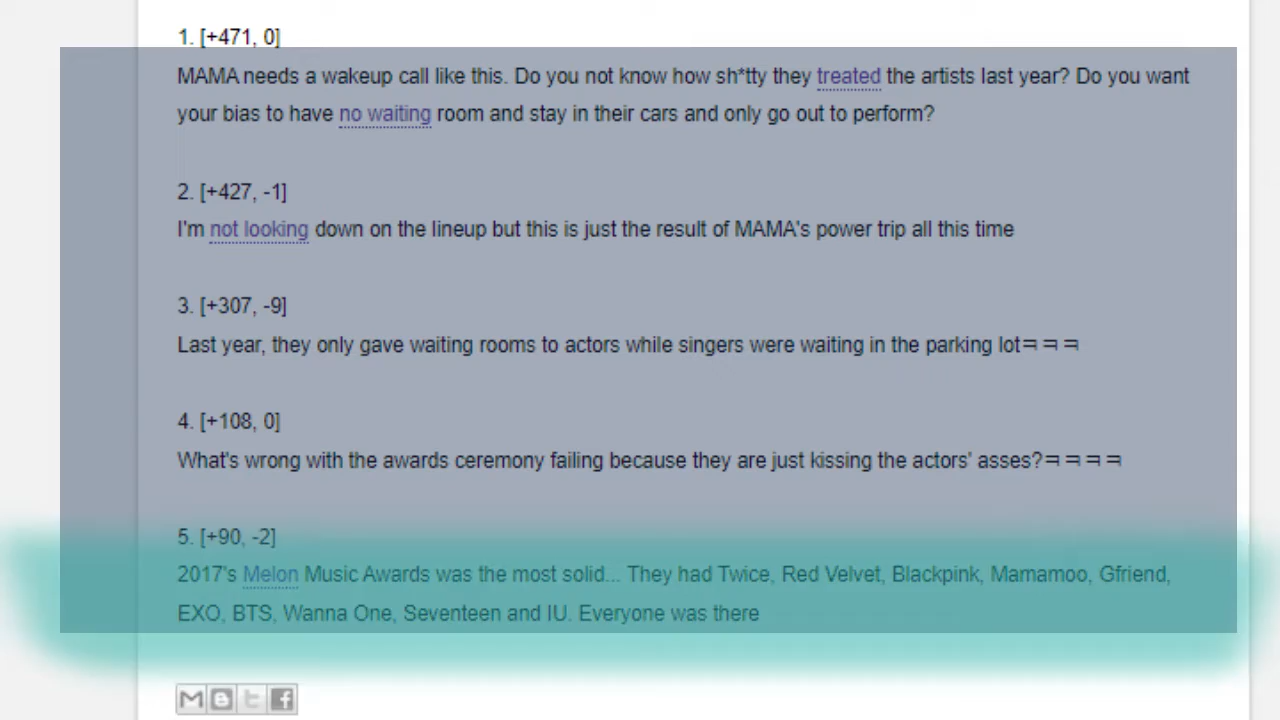 1. [+471, 0]
MAMA needs a wakeup call like this. Do you not know how sh*tty they treated the artists last year? Do you want
your bias to have no waiting room and stay in their cars and only go out to perform?
2. [+427, -1]
I'm not looking down on the lineup but this is just the result of MAMA's power trip all this time
3. [+307, -9]
Last year, they only gave waiting rooms to actors while singers were waiting in the parking lotㅋㅋㅋ
4. [+108, 0]
What's wrong with the awards ceremony failing because they are just kissing the actors' asses?ㅋㅋㅋㅋ
5. [+90, -2]
2017's Melon Music Awards was the most solid... They had Twice, Red Velvet, Blackpink, Mamamoo, Gfriend,
EXO, BTS, Wanna One, Seventeen and IU. Everyone was there